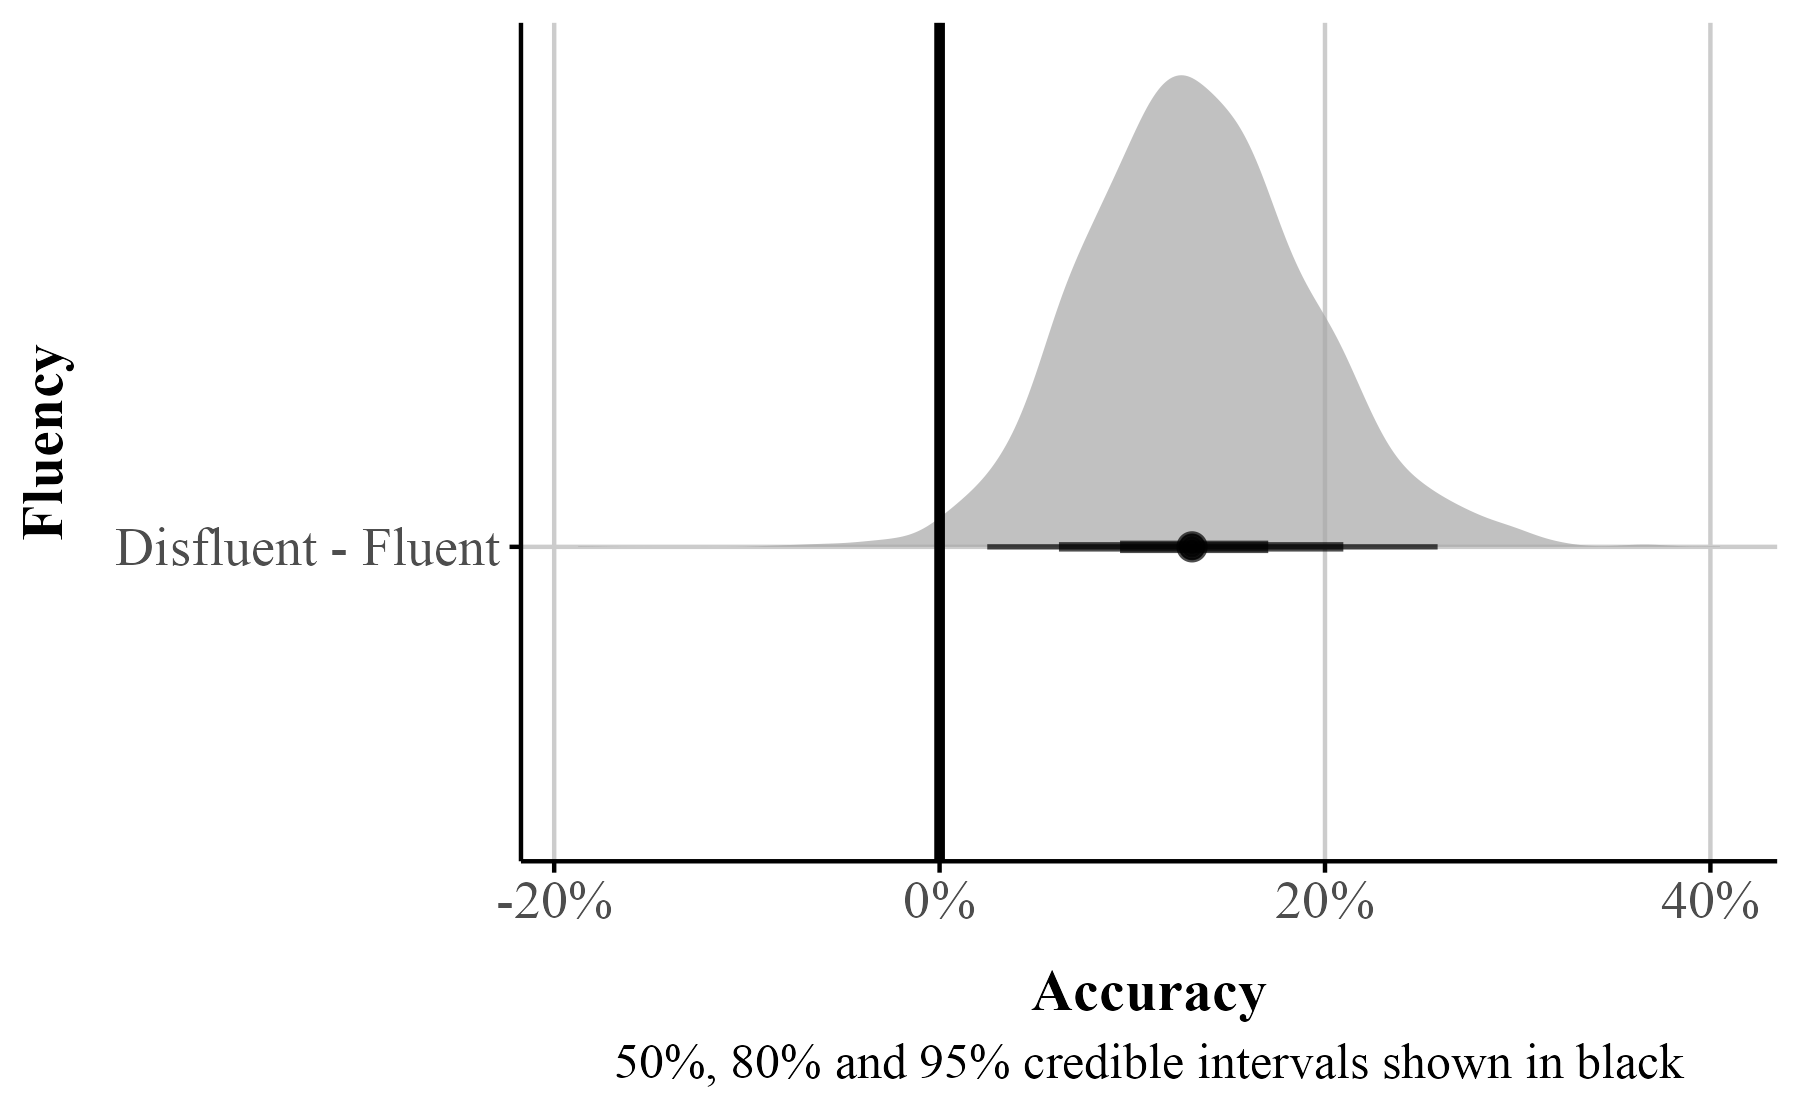 Fluency
Disfluent - Fluent
-20% 0% 20% 40%
Accuracy
50%, 80% and 95% credible intervals shown in black